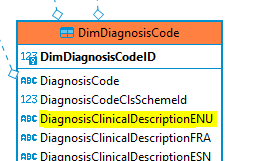 DimDiagnosisCode
123 DimDiagnosisCodeID
ABC DiagnosisCode
123 DiagnosisCodeClsSchemeId
ABC DiagnosisClinicalDescriptionENU
ABC DiagnosisClinicalDescriptionFRA
ABC DiagnosisClinicalDescriptionESN